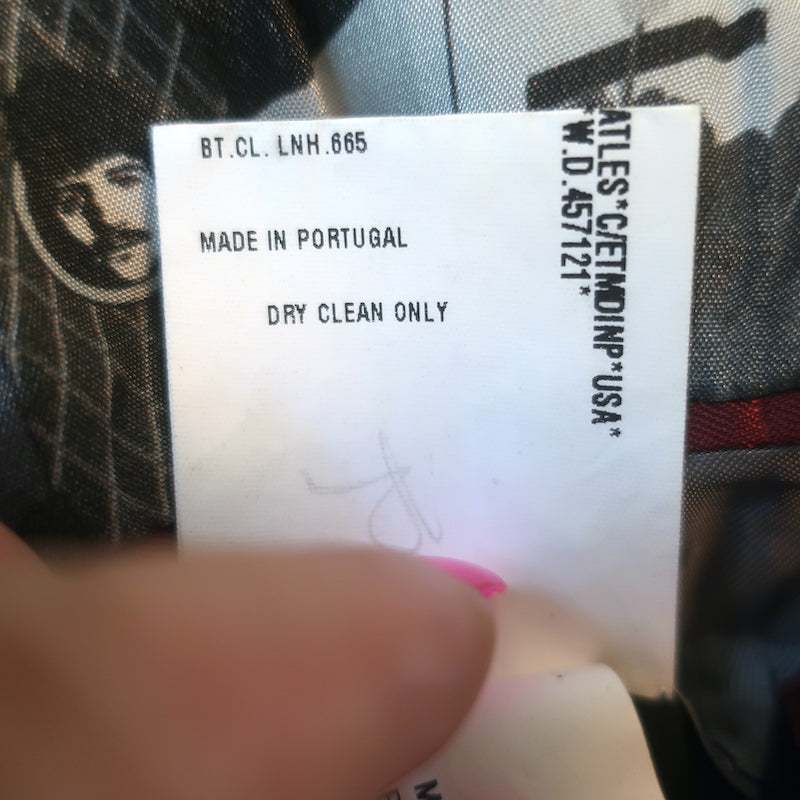 BT.CL. LNH.665
MADE IN PORTUGAL
DRY CLEAN ONLY
ATLES*C/ETMDINP*USA*
W.D.457121*